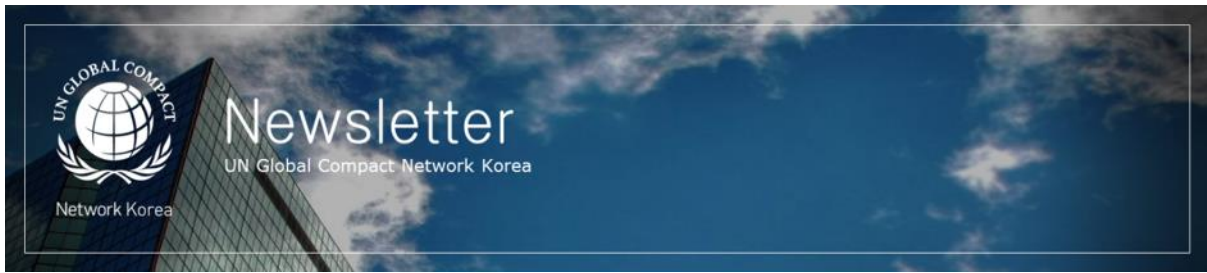 UN GLOBAL COMPACT
Network Korea
Newsletter
UN Global Compact Network Korea